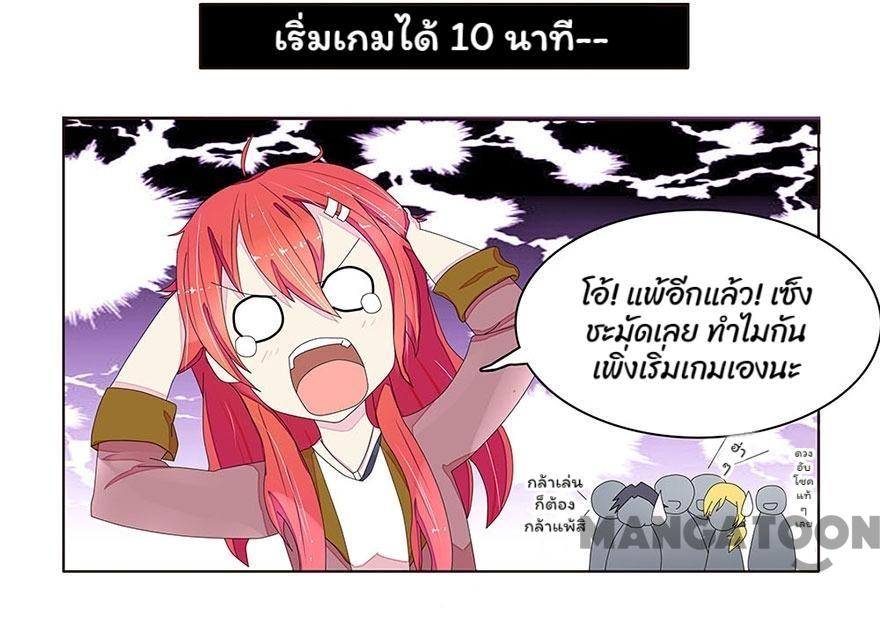 เริ่มเกมได้ 10 นาที--
โอ้! แพ้อีกแล้ว! เซ็ง
ชะมัดเลย ทำไมกัน
เพิ่งเริ่มเกมเองนะ
กล้าเล่น
ก็ต้อง
กล้าแพ้สิ
ฮ่า
ๆ
ดวง
อับ
โชค
แท้
ๆ
เลย
MANGATOON